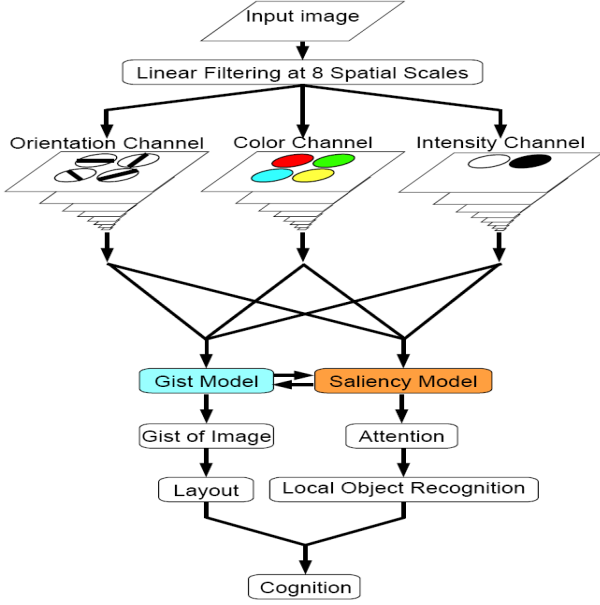 Input image
Linear Filtering at 8 Spatial Scales
Orientation Channel
Color Channel
Intensity Channel
Gist Model
Saliency Model
Gist of Image
Attention
Layout
Local Object Recognition
Cognition